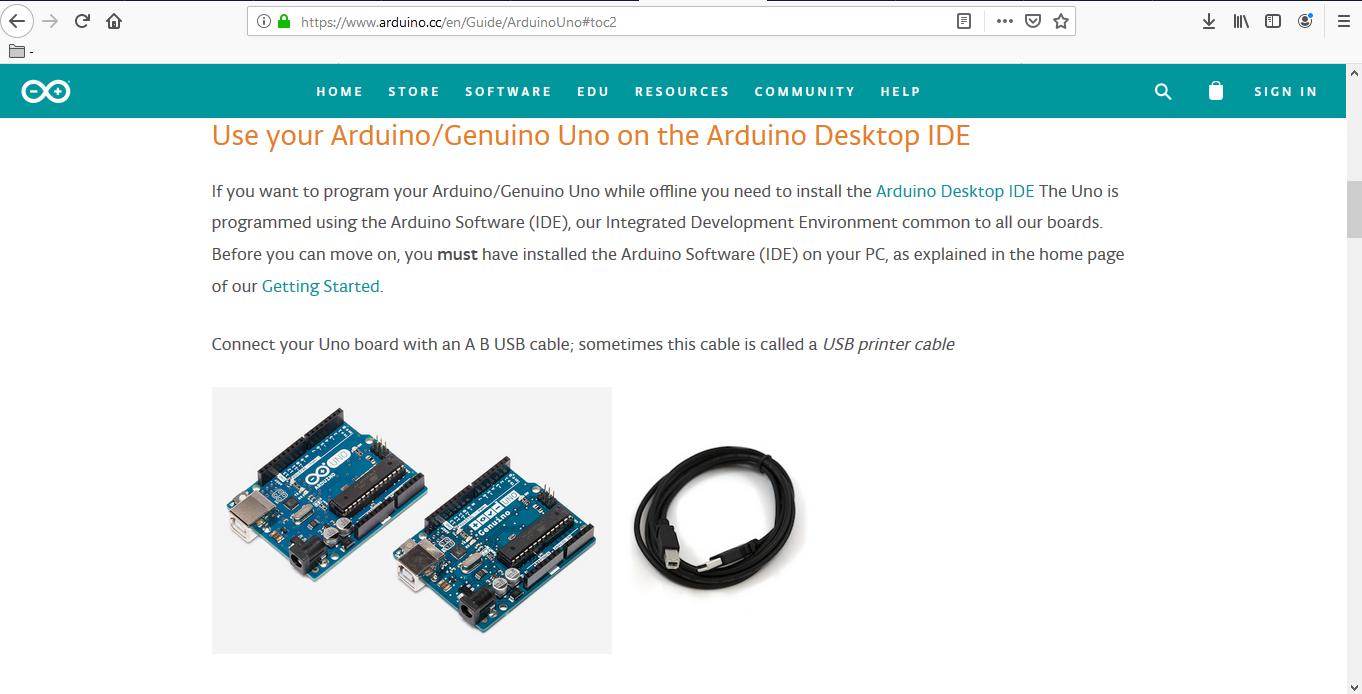 https://www.arduino.cc/en/Guide/ArduinoUno#toc2
-
HOME STORE SOFTWARE EDU RESOURCES COMMUNITY HELP SIGN IN
Use your Arduino/Genuino Uno on the Arduino Desktop IDE
If you want to program your Arduino/Genuino Uno while offline you need to install the Arduino Desktop IDE The Uno is
programmed using the Arduino Software (IDE), our Integrated Development Environment common to all our boards.
Before you can move on, you must have installed the Arduino Software (IDE) on your PC, as explained in the home page
of our Getting Started.
Connect your Uno board with an A B USB cable; sometimes this cable is called a USB printer cable
UNO
ARDUINO
UNO
Genuino